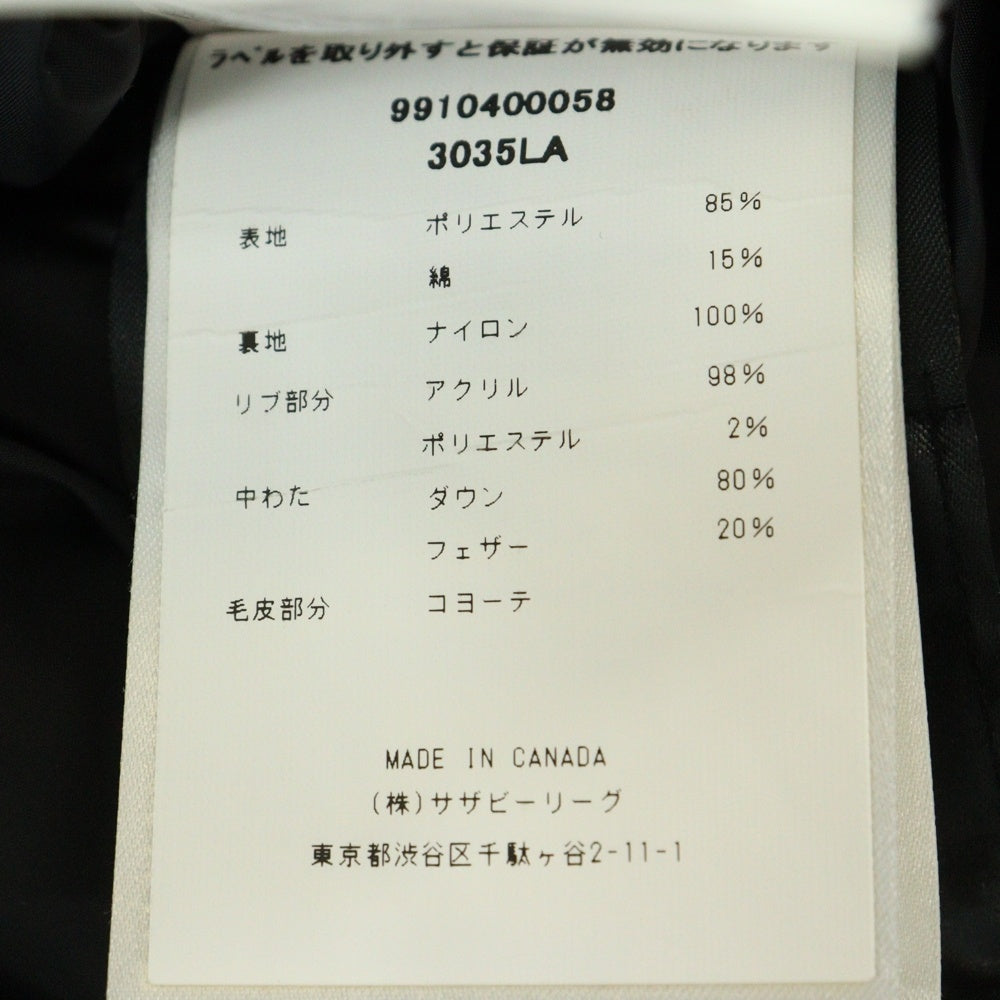 ラベルを取り外すと保証が無効になります
9910400058
3035LA
表地 ポリエステル 85%
綿 15%
裏地 ナイロン 100%
リブ部分 アクリル 98%
ポリエステル 2%
中わた ダウン 80%
フェザー 20%
毛皮部分 コヨーテ
MADE IN CANADA
(株)サザビーリーグ
東京都渋谷区千駄ヶ谷2-11-1